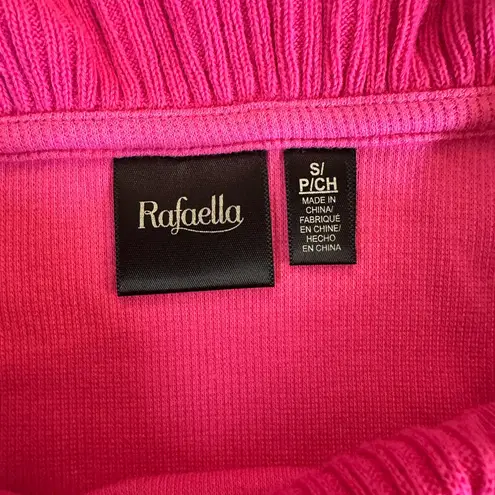 Rafaella
S/
P/CH
MADE IN
CHINA/
FABRIQUÉ
EN CHINE/
HECHO
EN CHINA